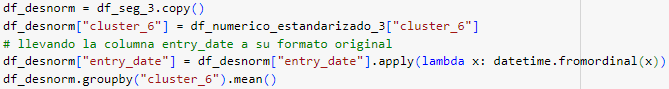 df_desnorm = df_seg_3.copy()
df_desnorm["cluster_6"] = df_numerico_estandarizado_3["cluster_6"]
# llevando la columna entry_date a su formato original
df_desnorm["entry_date"] = df_desnorm["entry_date"].apply(lambda x: datetime.fromordinal(x))
df_desnorm.groupby("cluster_6").mean()